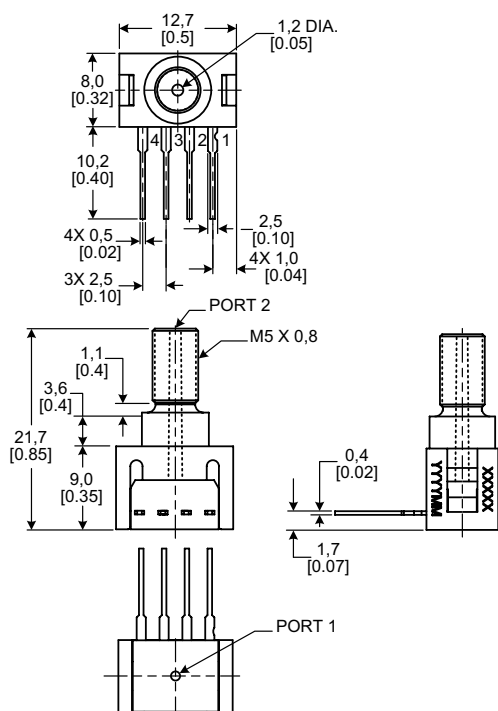 12,7
[0.5]
1,2 DIA.
[0.05]
8,0
[0.32]
4 3 2 1
10,2
[0.40]
4X 0,5
[0.02]
2,5
[0.10]
3X 2,5
[0.10]
4X 1,0
[0.04]
PORT 2
M5 X 0,8
1,1
[0.4]
3,6
[0.4]
21,7
[0.85]
9,0
[0.35]
0,4
[0.02]
YYYYMM
XXXXX
1,7
[0.07]
PORT 1